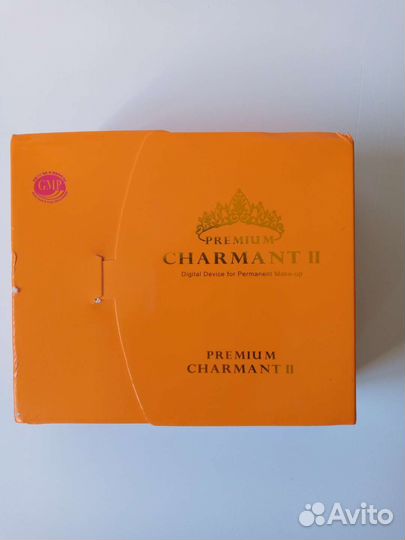 GMP
PREMIUM
CHARMANT II
Digital Device for Permanent Make-up
PREMIUM
CHARMANT II
Avito